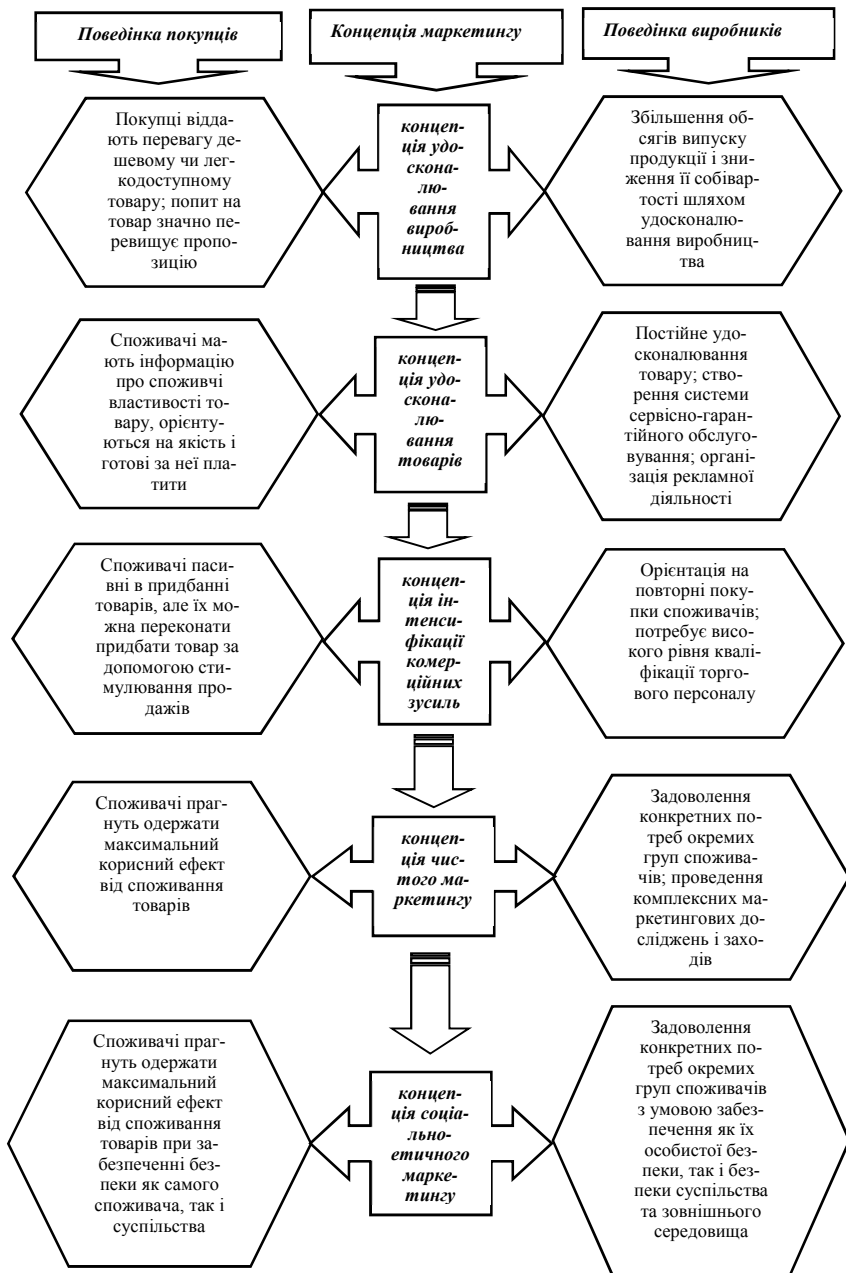 Поведінка покупців
Концепція маркетингу
Поведінка виробників
Покупці відда-
ють перевагу де-
шевому чи лег-
кодоступному
товару; попит на
товар значно пе-
ревищує пропо-
зицію
концеп-
ція удо-
скона-
лю-
вання
вироб-
ництва
Збільшення об-
сягів випуску
продукції і зни-
ження її собівар-
тості шляхом
удосконалю-
вання виробниц-
тва
Споживачі ма-
ють інформацію
про споживчі
властивості то-
вару, орієнту-
ються на якість і
готові за неї пла-
тити
концеп-
ція удо-
скона-
лю-
вання
товарів
Постійне удо-
сконалювання
товару; ство-
рення системи
сервісно-гаран-
тійного обслуго-
вування; органі-
зація рекламної
діяльності
Споживачі паси-
вні в придбанні
товарів, але їх мо-
жна переконати
придбати товар за
допомогою сти-
мулювання про-
дажів
концеп-
ція ін-
тенси-
фікації
комер-
ційних
зусиль
Орієнтація на
повторні поку-
пки споживачів;
потребує висо-
кого рівня квалі-
фікації торго-
вого персоналу
Споживачі праг-
нуть одержати
максимальний
корисний ефект
від споживання
товарів
концеп-
ція чис-
того ма-
ркетингу
Задоволення
конкретних по-
треб окремих
груп спожива-
чів; проведення
комплексних ма-
ркетингових до-
сліджень і захо-
дів
Споживачі праг-
нуть одержати
максимальний
корисний ефект
від споживання
товарів при за-
безпеченні без-
пеки як самого
споживача, так і
суспільства
концеп-
ція соціа-
льно-
етичного
марке-
тингу
Задоволення
конкретних по-
треб окремих
груп споживачів
з умовою забез-
печення як їх
особистої без-
пеки, так і без-
пеки суспільства
та зовнішнього
середовища